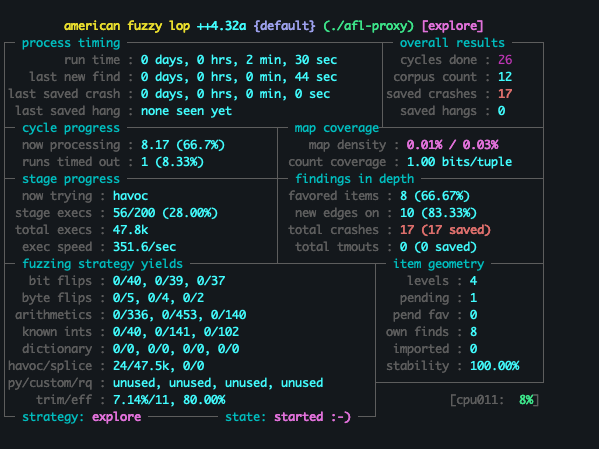 american fuzzy lop ++4.32a {default} (./afl-proxy) [explore]
process timing overall results
run time : 0 days, 0 hrs, 2 min, 30 sec cycles done : 26
last new find : 0 days, 0 hrs, 0 min, 44 sec corpus count : 12
last saved crash : 0 days, 0 hrs, 0 min, 0 sec saved crashes : 17
last saved hang : none seen yet saved hangs : 0
cycle progress map coverage
now processing : 8.17 (66.7%) map density : 0.01% / 0.03%
runs timed out : 1 (8.33%) count coverage : 1.00 bits/tuple
stage progress findings in depth
now trying : havoc favored items : 8 (66.67%)
stage execs : 56/200 (28.00%) new edges on : 10 (83.33%)
total execs : 47.8k total crashes : 17 (17 saved)
exec speed : 351.6/sec total tmouts : 0 (0 saved)
fuzzing strategy yields item geometry
bit flips : 0/40, 0/39, 0/37 levels : 4
byte flips : 0/5, 0/4, 0/2 pending : 1
arithmetics : 0/336, 0/453, 0/140 pend fav : 0
known ints : 0/40, 0/141, 0/102 own finds : 8
dictionary : 0/0, 0/0, 0/0, 0/0 imported : 0
havoc/splice : 24/47.5k, 0/0 stability : 100.00%
py/custom/rq : unused, unused, unused, unused
trim/eff : 7.14%/11, 80.00% [cpu011: 8%]
strategy: explore state: started :-)